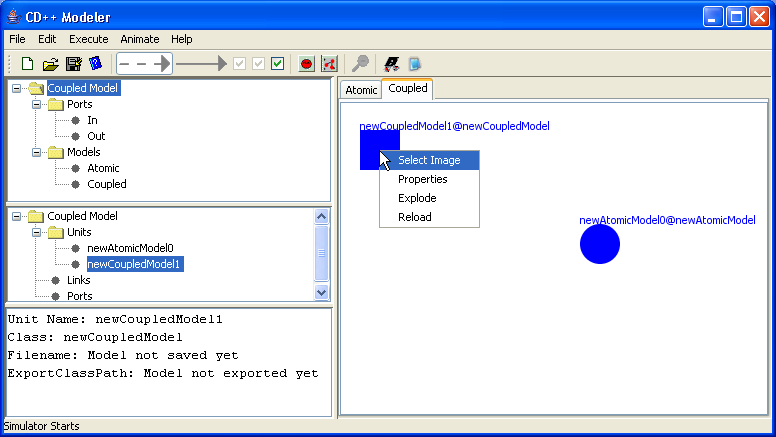 CD++ Modeler
File Edit Execute Animate Help
Coupled Model
Ports
In
Out
Models
Atomic
Coupled
Coupled Model
Units
newAtomicModel0
newCoupledModel1
Links
Ports
Unit Name: newCoupledModel1
Class: newCoupledModel
Filename: Model not saved yet
ExportClassPath: Model not exported yet
Atomic Coupled
newCoupledModel1@newCoupledModel
Select Image
Properties
Explode
Reload
newAtomicModel0@newAtomicModel
Simulator Starts